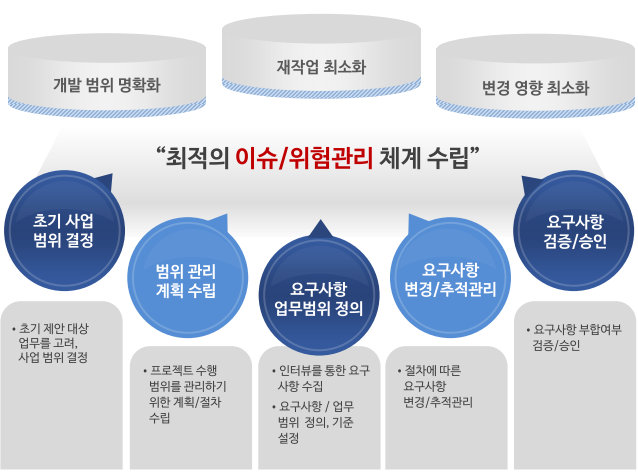 개발 범위 명확화
재작업 최소화
변경 영향 최소화
“최적의 이슈/위험관리 체계 수립”
초기 사업
범위 결정
범위 관리
계획 수립
요구사항
업무범위 정의
요구사항
변경/추적관리
요구사항
검증/승인
• 초기 제안 대상
업무를 고려,
사업 범위 결정
• 프로젝트 수행
범위를 관리하기
위한 계획/절차
수립
• 인터뷰를 통한 요구
사항 수집
• 요구사항 / 업무
범위 정의, 기준
설정
• 절차에 따른
요구사항
변경/추적관리
• 요구사항 부합여부
검증/승인